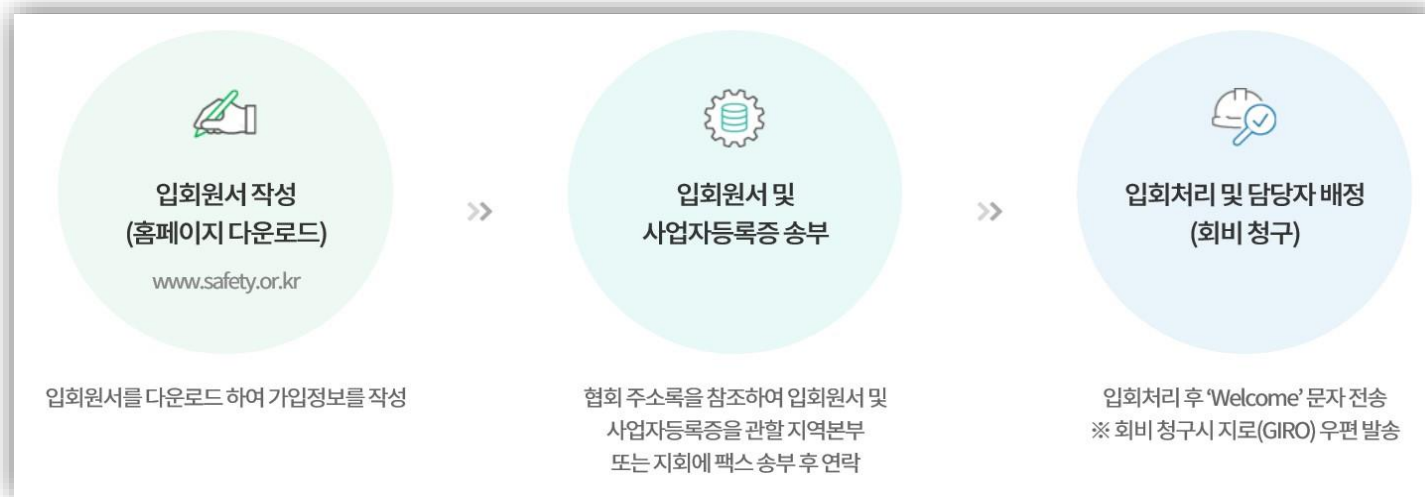 입회원서 작성
(홈페이지 다운로드)
www.safety.or.kr
입회원서를 다운로드 하여 가입정보를 작성
입회원서 및
사업자등록증 송부
협회 주소록을 참조하여 입회원서 및
사업자등록증을 관할 지역본부
또는 지회에 팩스 송부 후 연락
입회처리 및 담당자 배정
(회비 청구)
입회처리 후 ‘Welcome’ 문자 전송
※ 회비 청구시 지로(GIRO) 우편 발송